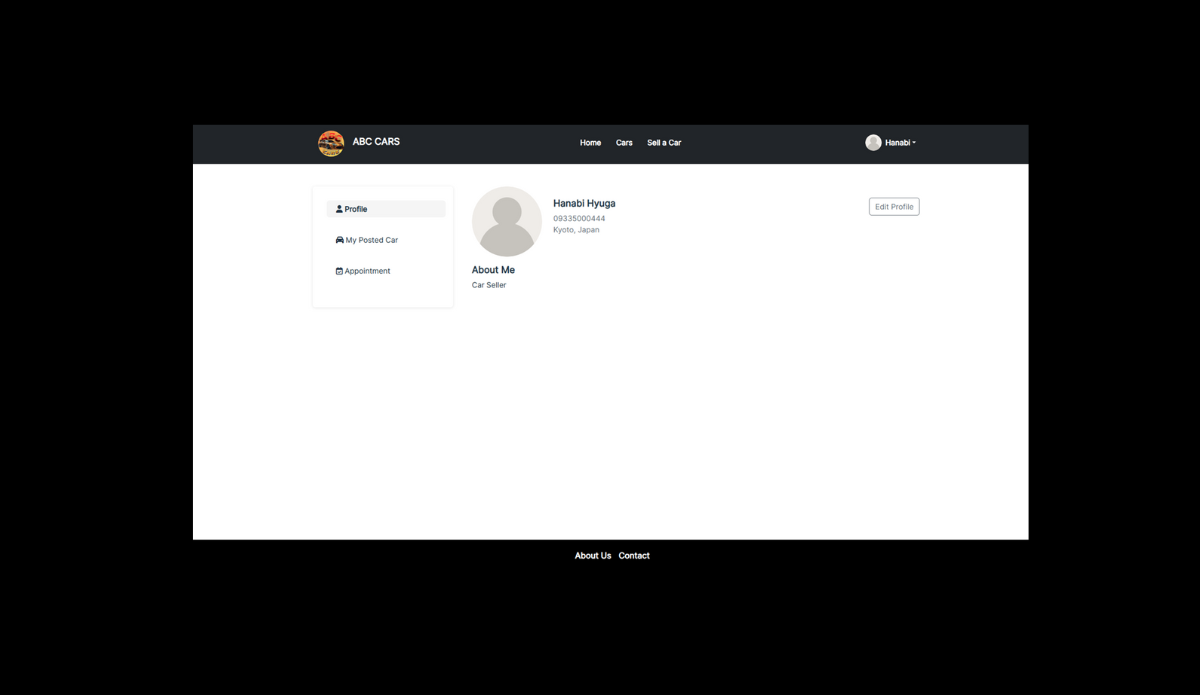 ABC CARS
Home Cars Sell a Car
Hanabi
Profile
My Posted Car
Appointment
Hanabi Hyuga
09335000444
Kyoto, Japan
Edit Profile
About Me
Car Seller
About Us Contact